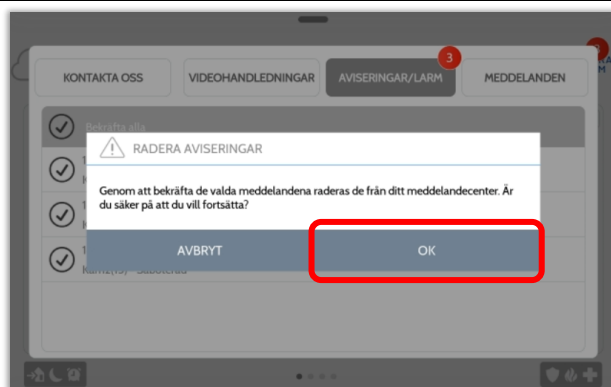 3
KONTAKTA OSS
VIDEOHANDLEDNINGAR
AVISERINGAR/LARM
MEDDELANDEN
Bekräfta alla
RADERA AVISERINGAR
Genom att bekräfta de valda meddelandena raderas de från ditt meddelandecenter. Är
du säker på att du vill fortsätta?
AVBRYT
OK